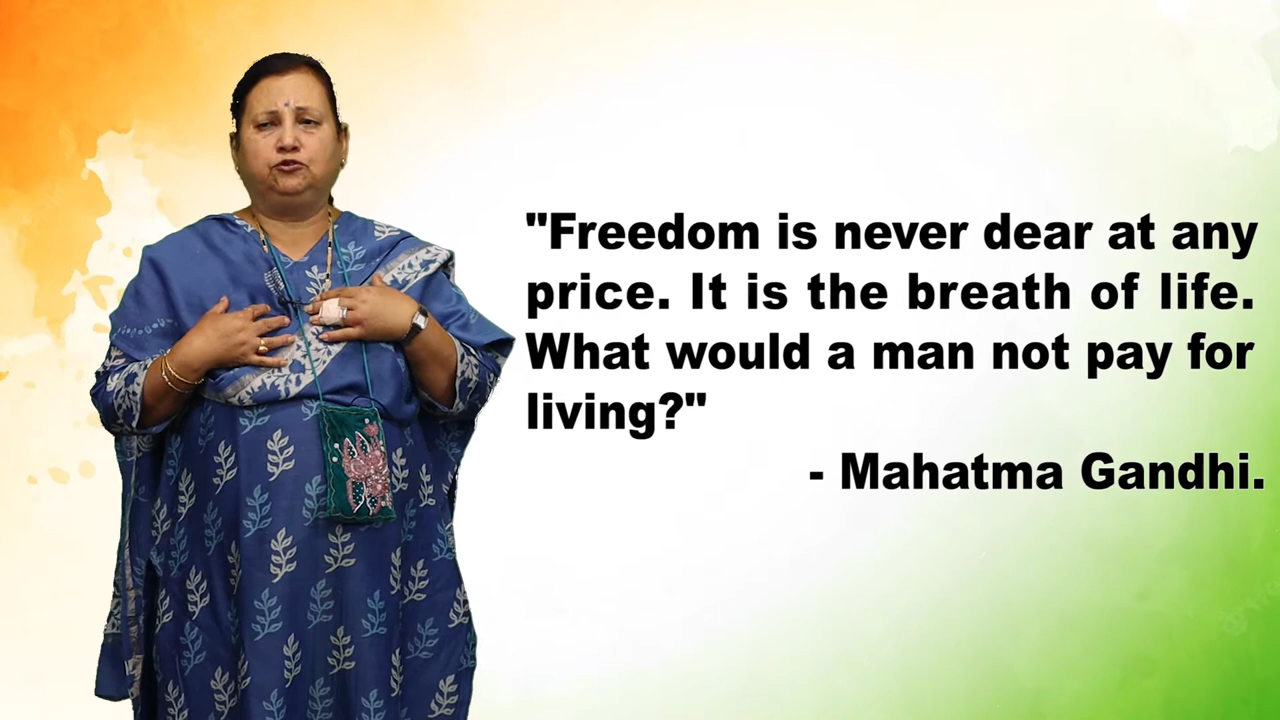 "Freedom is never dear at any
price. It is the breath of life.
What would a man not pay for
living?"
- Mahatma Gandhi.